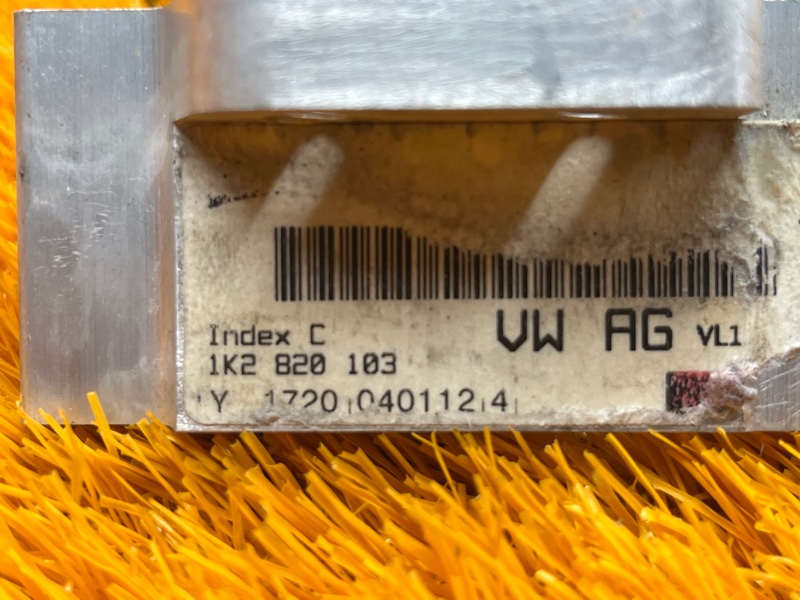 Index C
VW AG VL1
1K2 820 103
Y 1720 040112 4